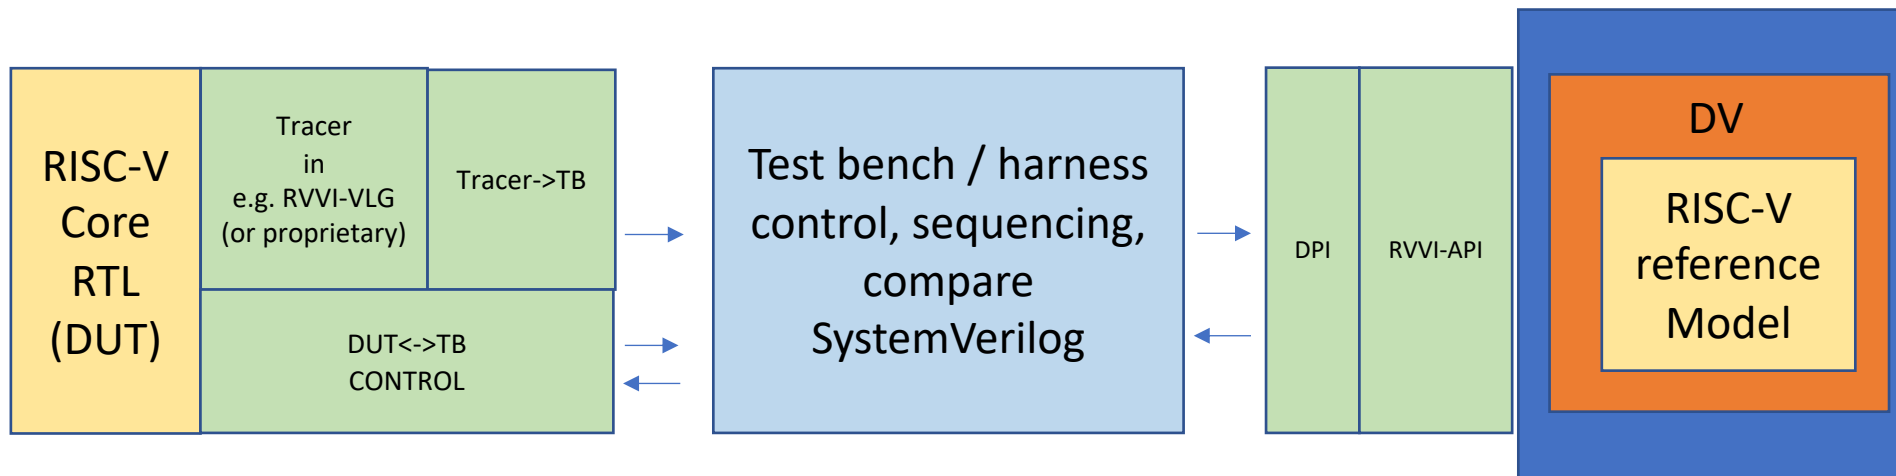 RISC-V
Core
RTL
(DUT)
Tracer
in
e.g. RVVI-VLG
(or proprietary)
Tracer->TB
DUT<->TB
CONTROL
Test bench / harness
control, sequencing,
compare
SystemVerilog
DPI
RVVI-API
DV
RISC-V
reference
Model